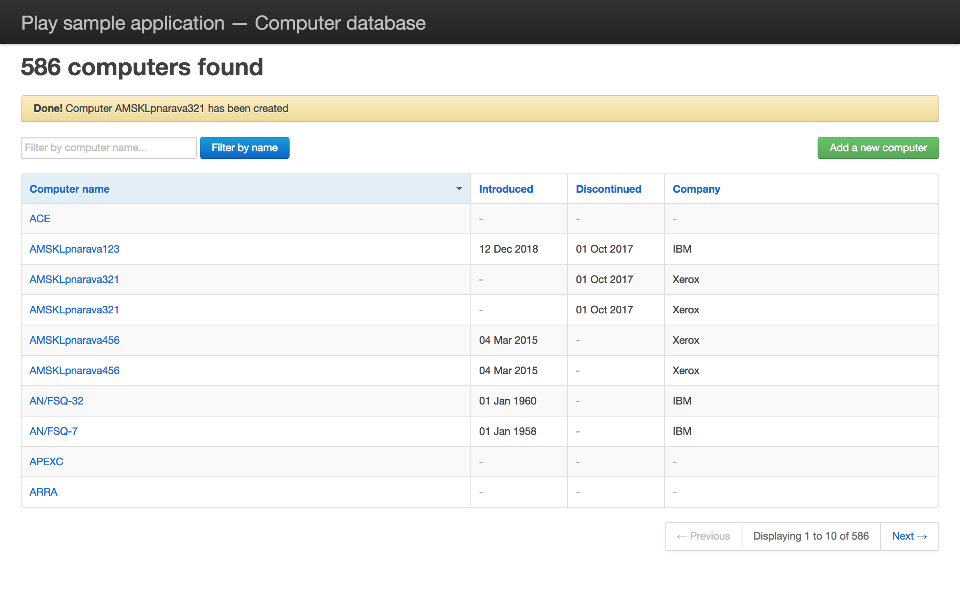 Play sample application — Computer database
586 computers found
Done! Computer AMSKLpnarava321 has been created
Filter by computer name... Filter by name Add a new computer
Computer name Introduced Discontinued Company
ACE - - -
AMSKLpnarava123 12 Dec 2018 01 Oct 2017 IBM
AMSKLpnarava321 - 01 Oct 2017 Xerox
AMSKLpnarava321 - 01 Oct 2017 Xerox
AMSKLpnarava456 04 Mar 2015 - Xerox
AMSKLpnarava456 04 Mar 2015 - Xerox
AN/FSQ-32 01 Jan 1960 - IBM
AN/FSQ-7 01 Jan 1958 - IBM
APEXC - - -
ARRA - - -
← Previous Displaying 1 to 10 of 586 Next →